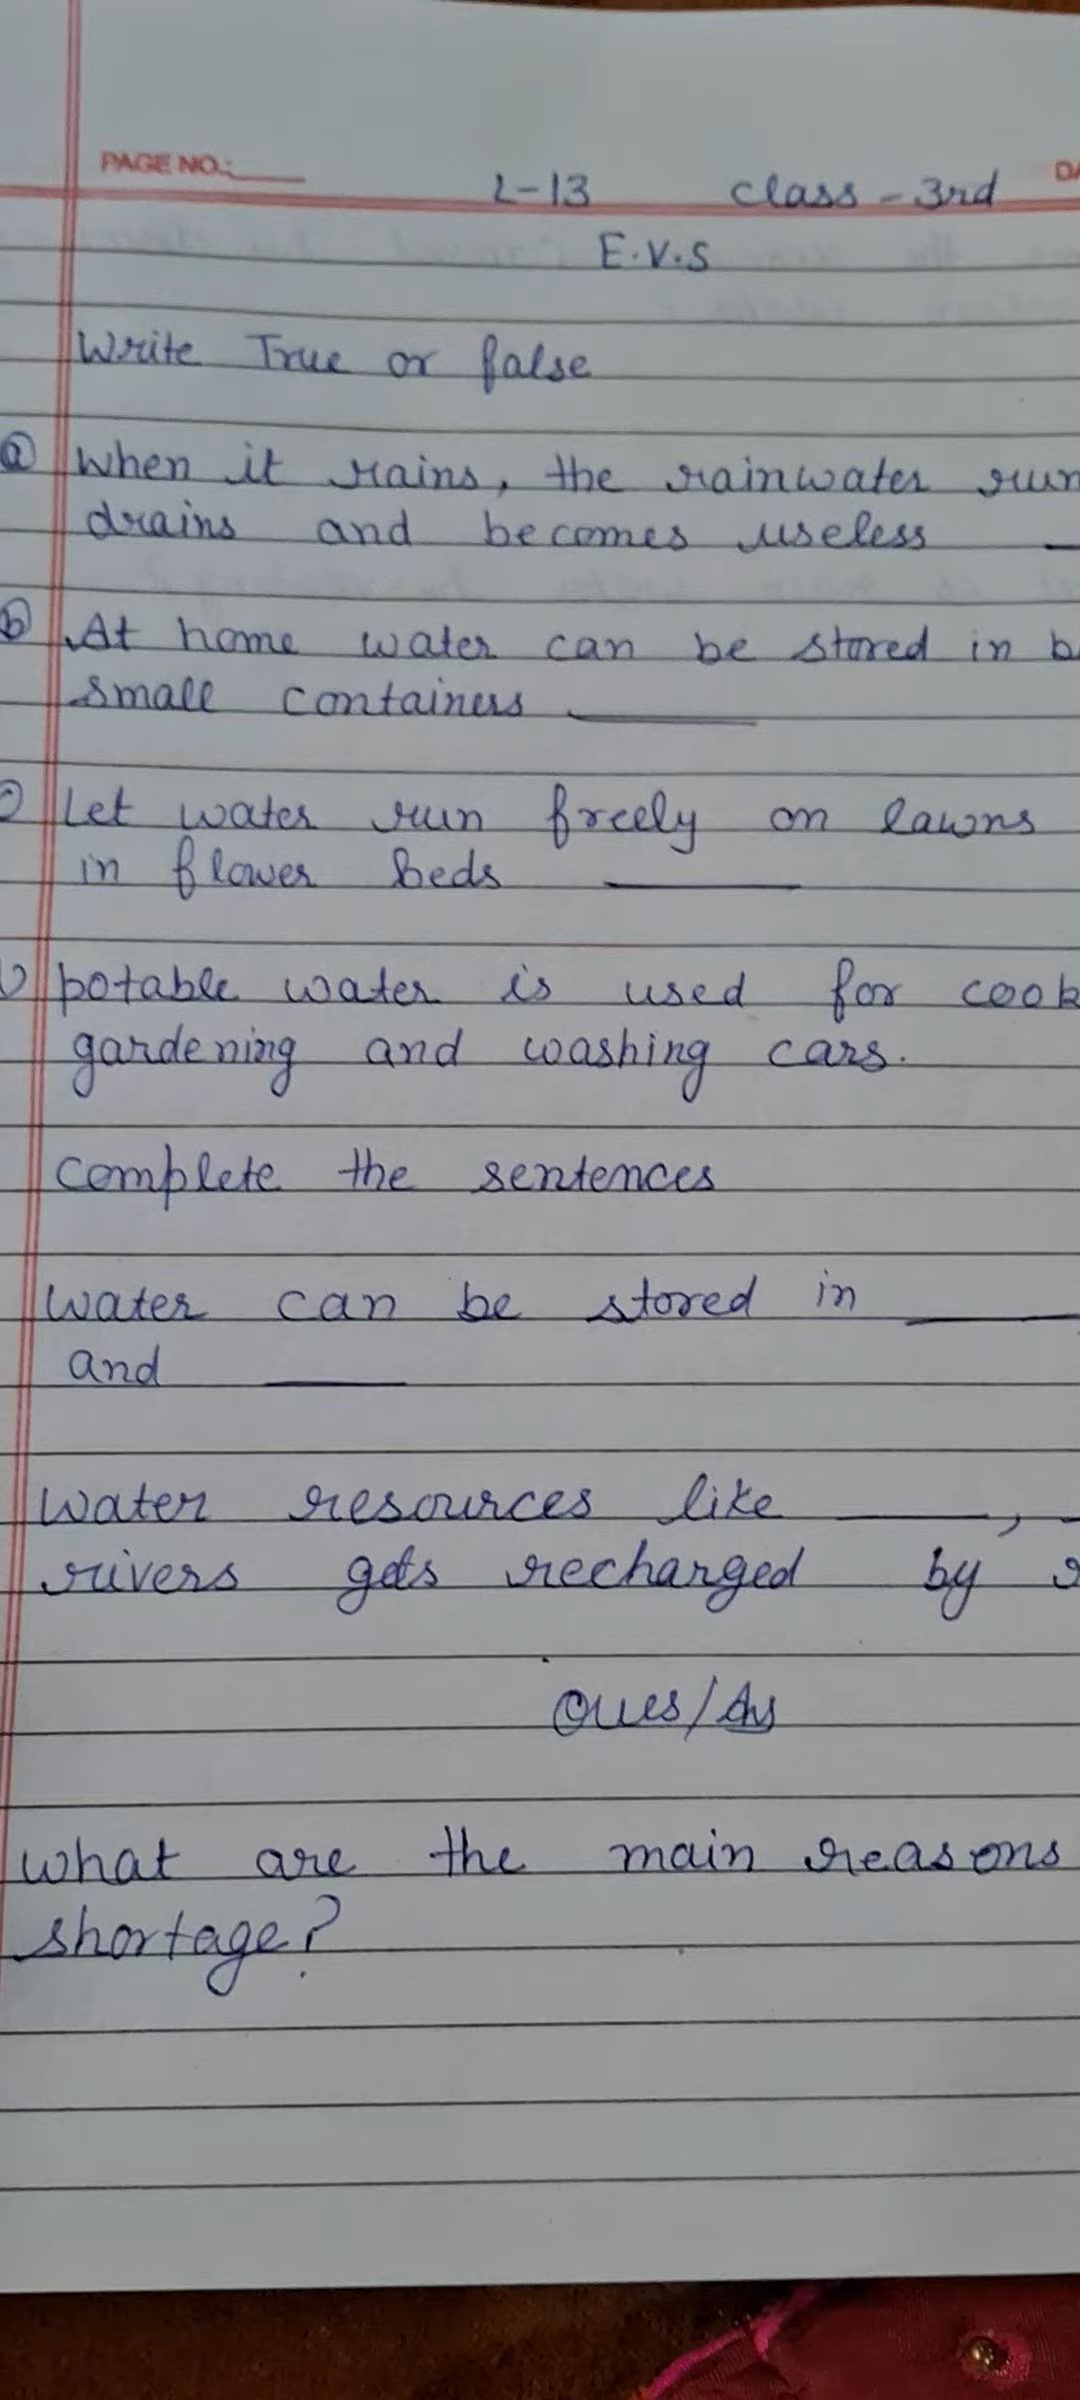 PAGE NO.:
L-13 Class - 3rd
E.V.S
Write True or false
a When it rains, the rainwater run
drains and becomes useless
b At home water can be stored in b
small containers
Let water run freely on lawns
in flower beds
potable water is used for cook
gardening and washing cars.
complete the sentences
Water can be stored in
and
Water resources like ,
rivers gets recharged by
Ques/Ans
What are the main reasons
shortage?